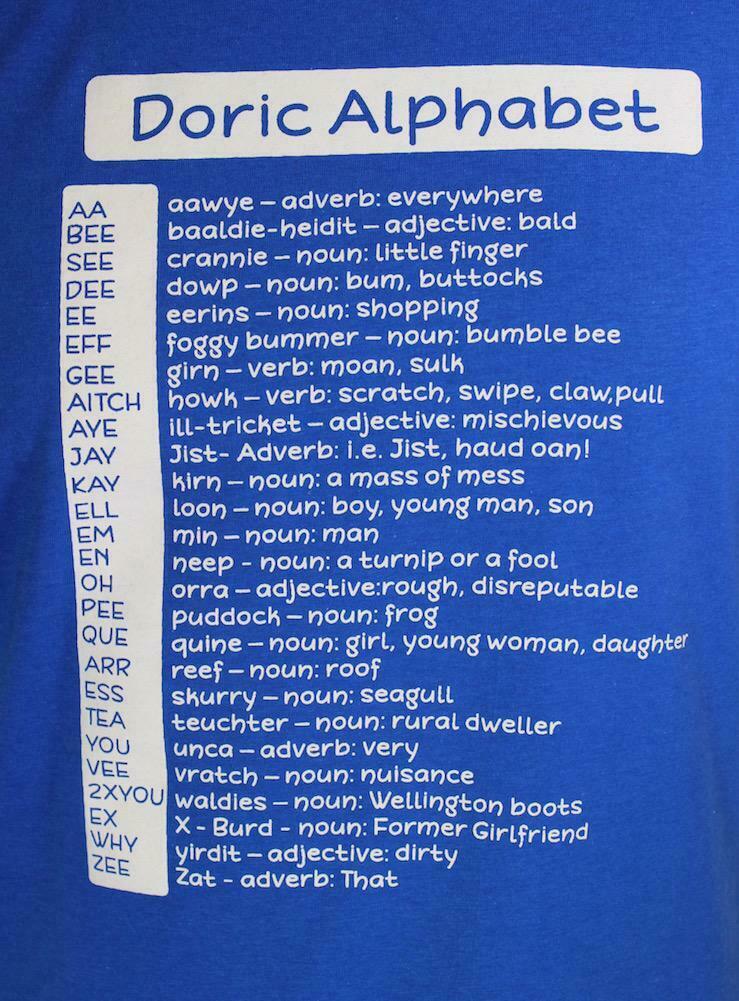 Doric Alphabet
AA aawye – adverb: everywhere
BEE baaldie-heidit – adjective: bald
SEE crannie – noun: little finger
DEE dowp – noun: bum, buttocks
EE eerins – noun: shopping
EFF foggy bummer – noun: bumble bee
GEE girn – verb: moan, sulk
AITCH howk – verb: scratch, swipe, claw,pull
AYE ill-tricket – adjective: mischievous
JAY Jist- Adverb: i.e. Jist, haud oan!
KAY kirn – noun: a mass of mess
ELL loon – noun: boy, young man, son
EM min – noun: man
EN neep - noun: a turnip or a fool
OH orra – adjective:rough, disreputable
PEE puddock – noun: frog
QUE quine – noun: girl, young woman, daughter
ARR reef – noun: roof
ESS skurry – noun: seagull
TEA teuchter – noun: rural dweller
YOU unca – adverb: very
VEE vratch – noun: nuisance
2XYOU waldies – noun: Wellington boots
EX X - Burd - noun: Former Girlfriend
WHY yirdit – adjective: dirty
ZEE Zat - adverb: That